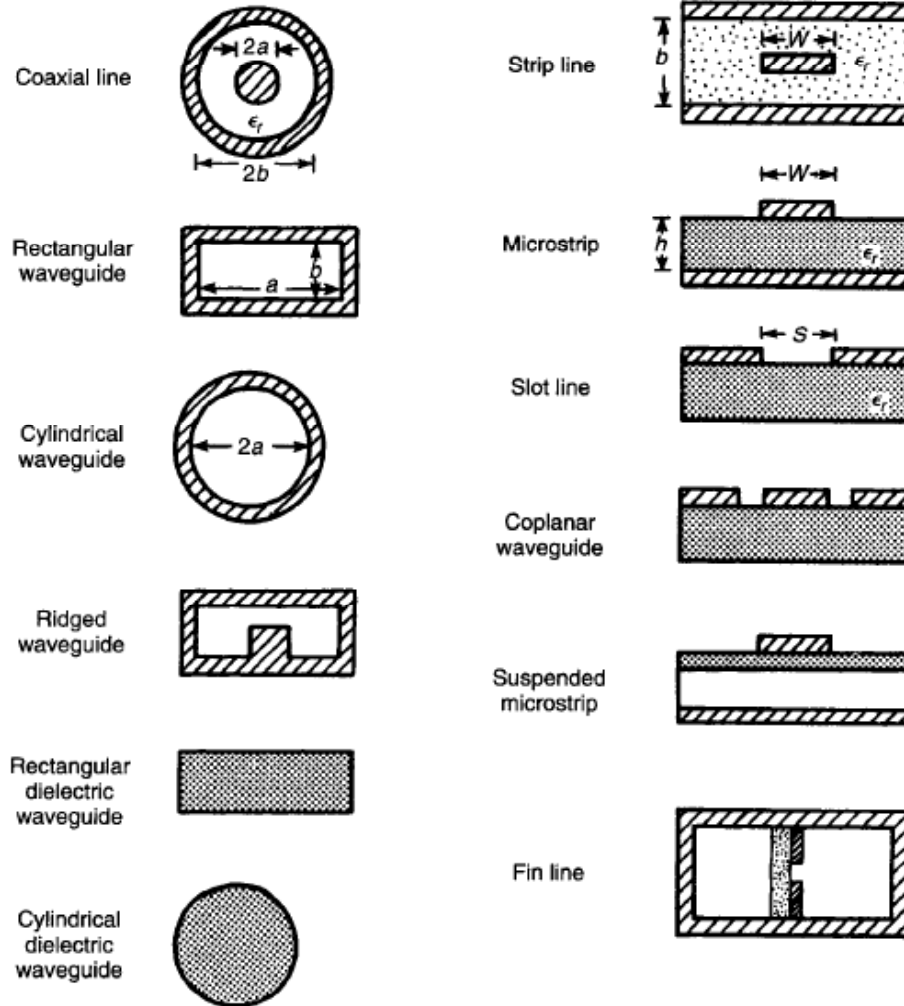 Coaxial line
2a
ϵr
2b
Rectangular
waveguide
b
a
Cylindrical
waveguide
2a
Ridged
waveguide
Rectangular
dielectric
waveguide
Cylindrical
dielectric
waveguide
Strip line
b
W
ϵr
Microstrip
W
h
ϵr
Slot line
S
ϵr
Coplanar
waveguide
Suspended
microstrip
Fin line